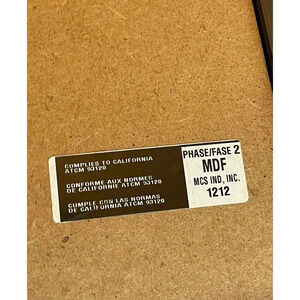 COMPLIES TO CALIFORNIA
ATCM 93120
CONFORME AUX NORMES
DE CALIFORNIE ATCM 93120
CUMPLE CON LAS NORMAS
DE CALIFORNIA ATCM 93120
PHASE/FASE 2
MDF
MCS IND, INC.
1212